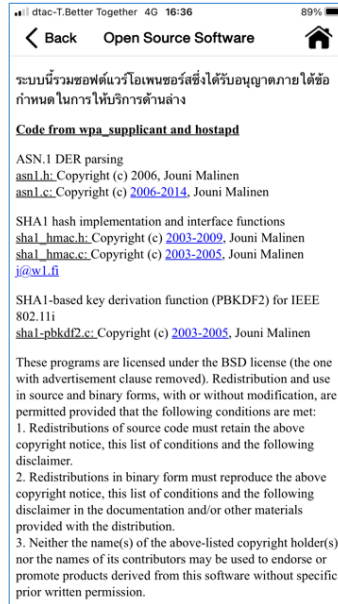 dtac-T.Better Together 4G 16:36 89%
Back Open Source Software
ระบบนี้รวมซอฟต์แวร์โอเพนซอร์สซึ่งได้รับอนุญาตภายใต้ข้อ
กำหนดในการให้บริการด้านล่าง
Code from wpa_supplicant and hostapd
ASN.1 DER parsing
asn1.h: Copyright (c) 2006, Jouni Malinen
asn1.c: Copyright (c) 2006-2014, Jouni Malinen
SHA1 hash implementation and interface functions
sha1_hmac.h: Copyright (c) 2003-2009, Jouni Malinen
sha1_hmac.c: Copyright (c) 2003-2005, Jouni Malinen
j@w1.fi
SHA1-based key derivation function (PBKDF2) for IEEE
802.11i
sha1-pbkdf2.c: Copyright (c) 2003-2005, Jouni Malinen
These programs are licensed under the BSD license (the one
with advertisement clause removed). Redistribution and use
in source and binary forms, with or without modification, are
permitted provided that the following conditions are met:
1. Redistributions of source code must retain the above
copyright notice, this list of conditions and the following
disclaimer.
2. Redistributions in binary form must reproduce the above
copyright notice, this list of conditions and the following
disclaimer in the documentation and/or other materials
provided with the distribution.
3. Neither the name(s) of the above-listed copyright holder(s)
nor the names of its contributors may be used to endorse or
promote products derived from this software without specific
prior written permission.